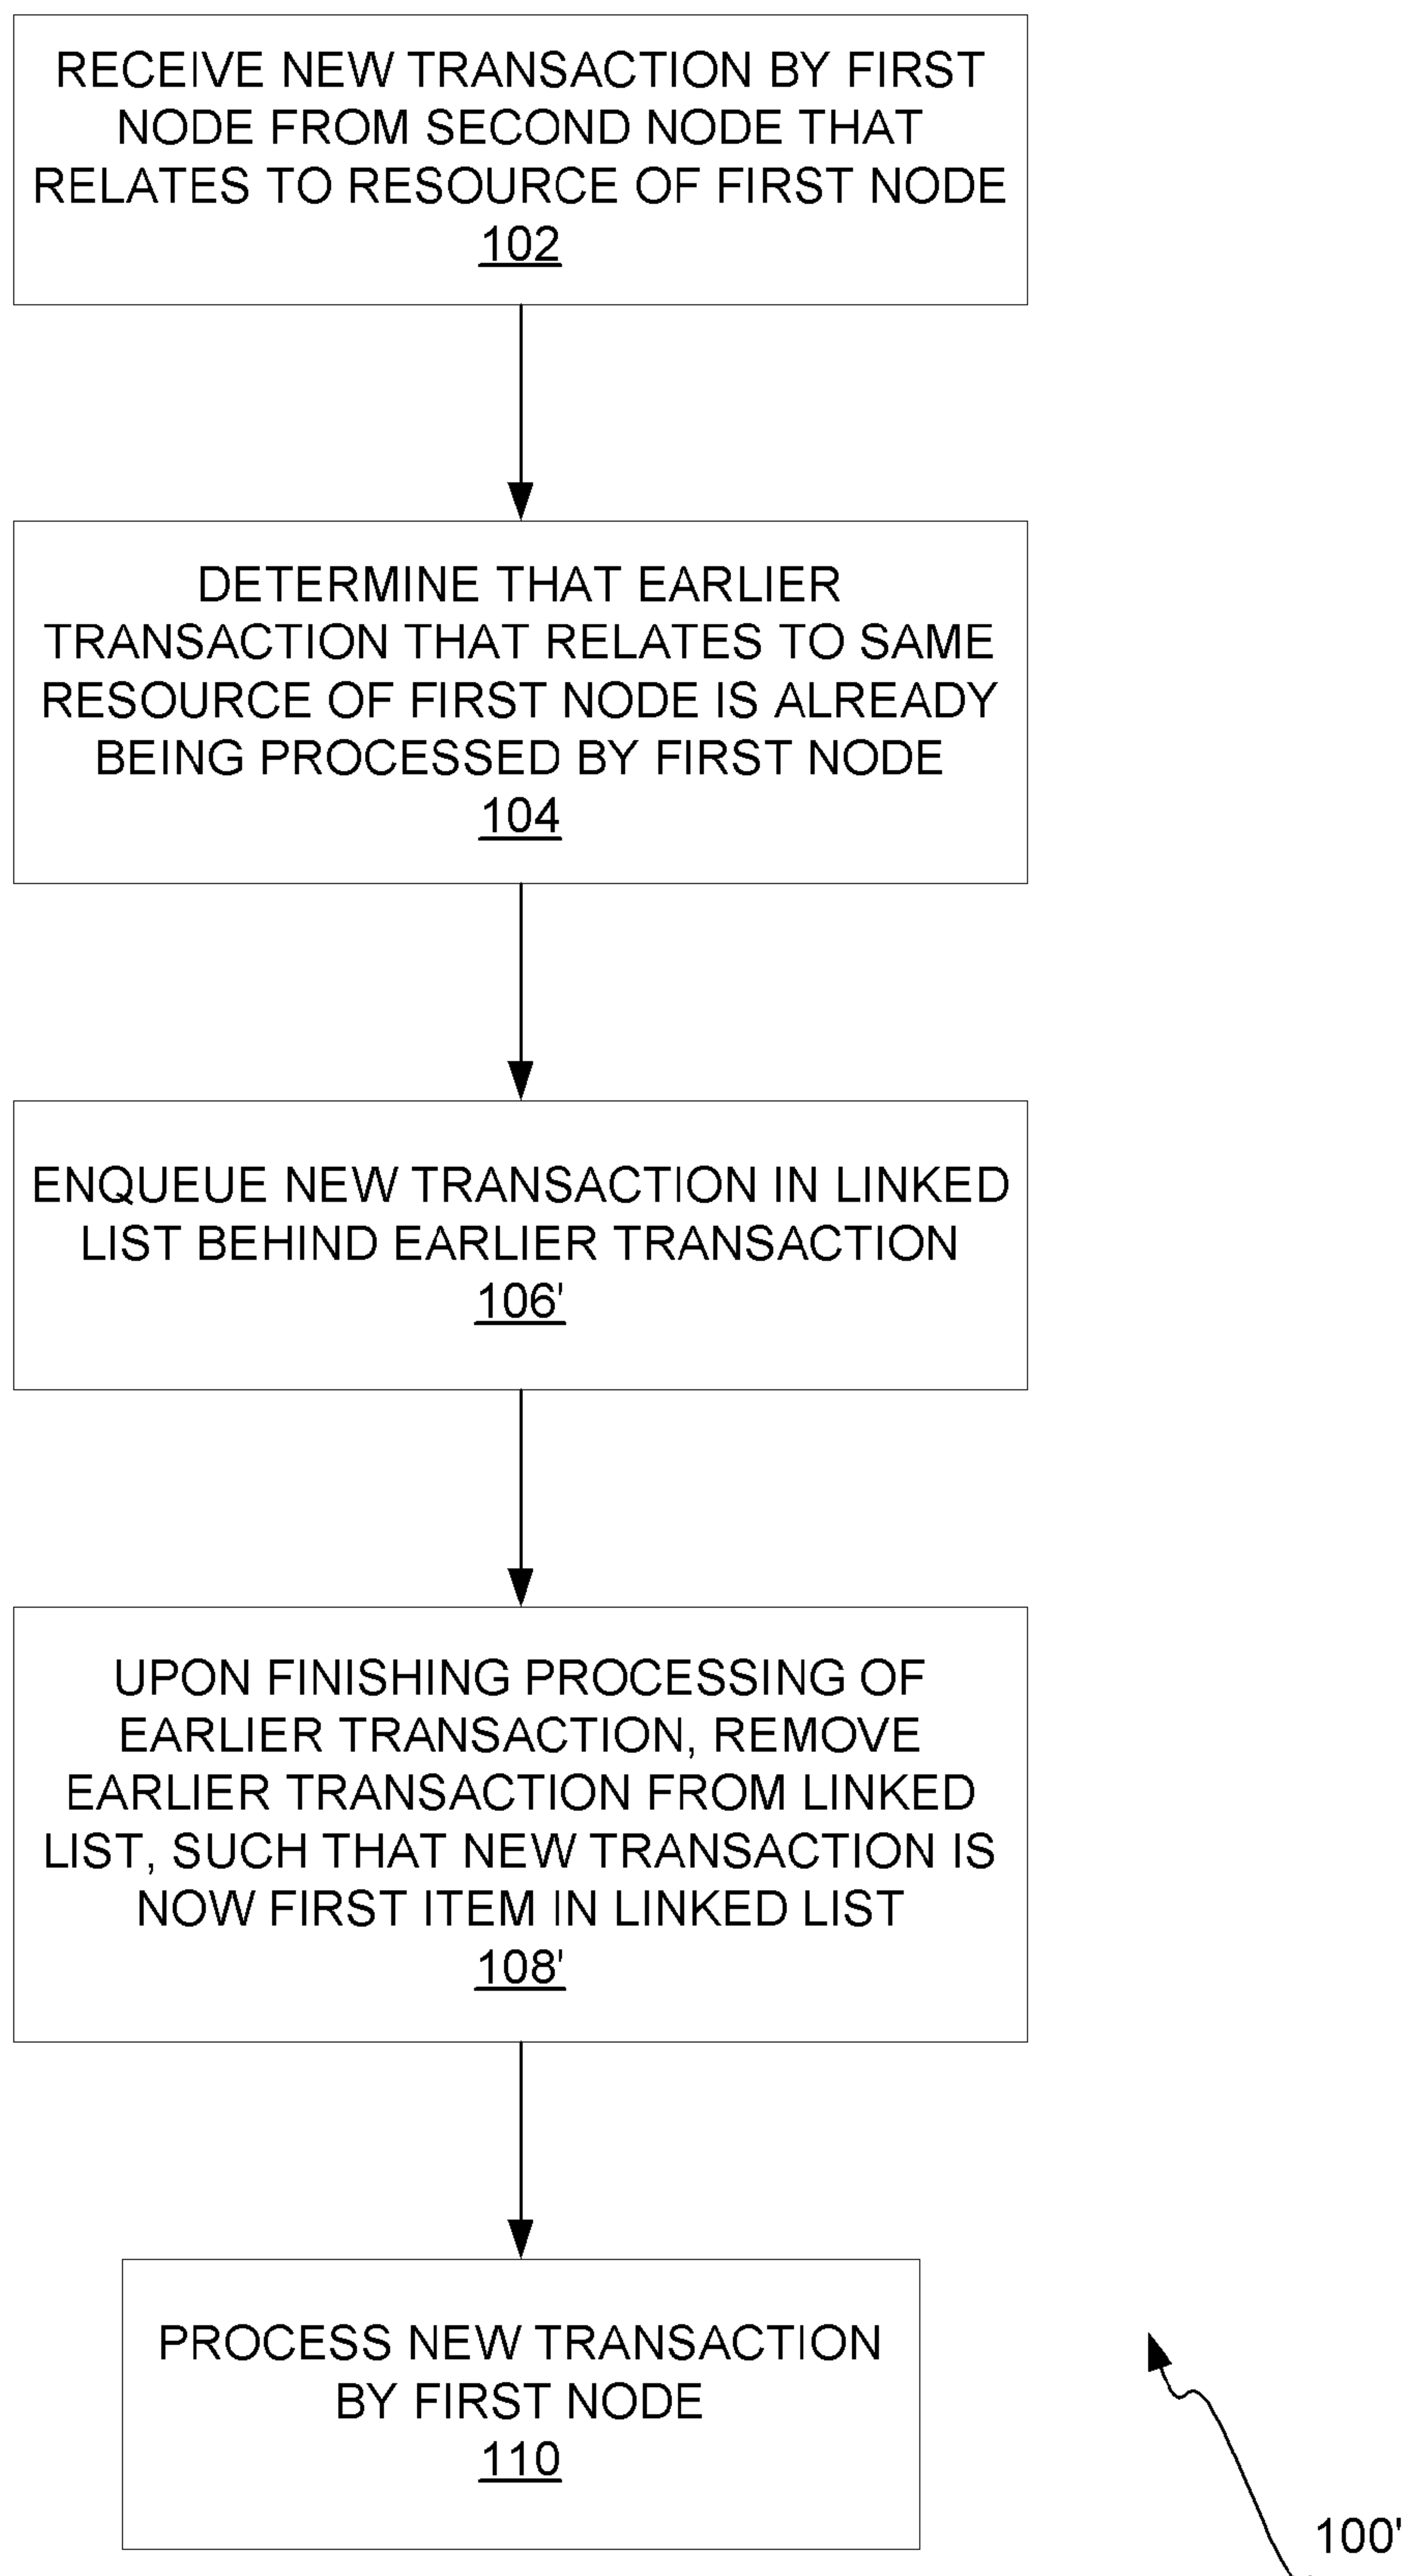 RECEIVE NEW TRANSACTION BY FIRST
NODE FROM SECOND NODE THAT
RELATES TO RESOURCE OF FIRST NODE
102
DETERMINE THAT EARLIER
TRANSACTION THAT RELATES TO SAME
RESOURCE OF FIRST NODE IS ALREADY
BEING PROCESSED BY FIRST NODE
104
ENQUEUE NEW TRANSACTION IN LINKED
LIST BEHIND EARLIER TRANSACTION
106'
UPON FINISHING PROCESSING OF
EARLIER TRANSACTION, REMOVE
EARLIER TRANSACTION FROM LINKED
LIST, SUCH THAT NEW TRANSACTION IS
NOW FIRST ITEM IN LINKED LIST
108'
PROCESS NEW TRANSACTION
BY FIRST NODE
110
100'